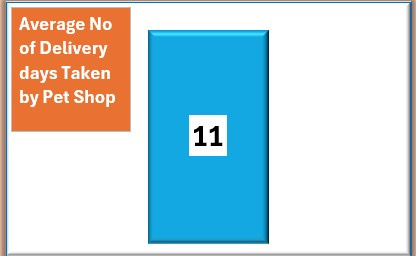 Average No
of Delivery
days Taken
by Pet Shop
11